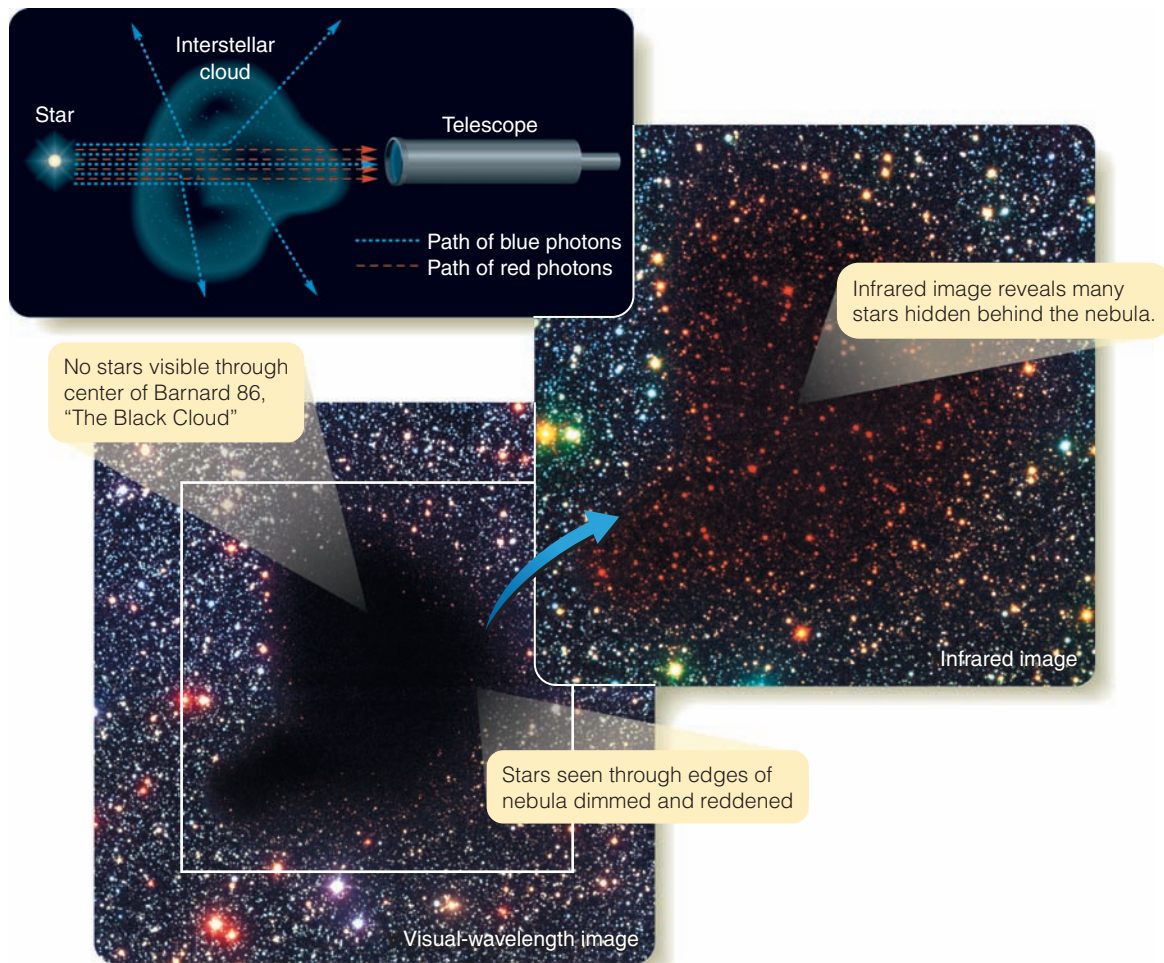 Interstellar
cloud
Star
Telescope
Path of blue photons
Path of red photons
Infrared image reveals many
stars hidden behind the nebula.
No stars visible through
center of Barnard 86,
“The Black Cloud”
Infrared image
Stars seen through edges of
nebula dimmed and reddened
Visual-wavelength image